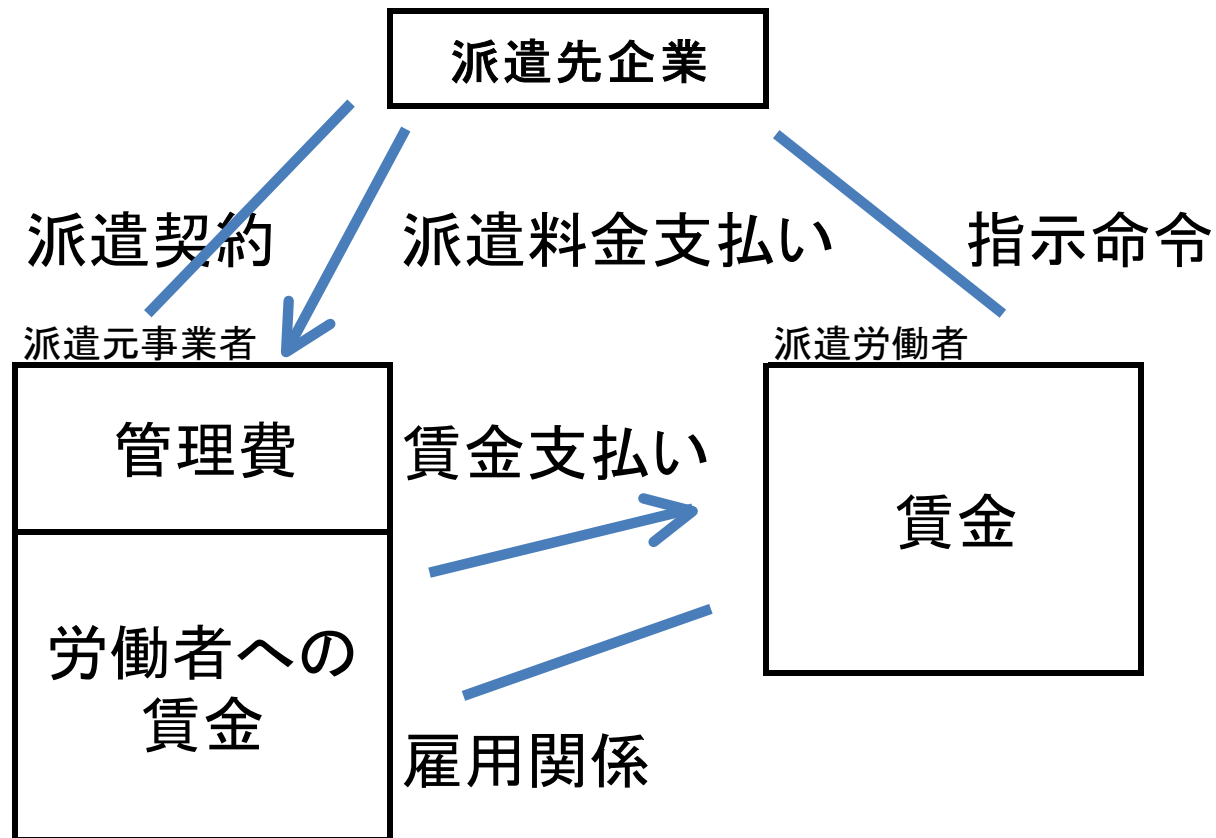 派遣先企業
派遣契約
派遣料金支払い
指示命令
派遣元事業者
派遣労働者
管理費
賃金支払い
賃金
労働者への
賃金
雇用関係